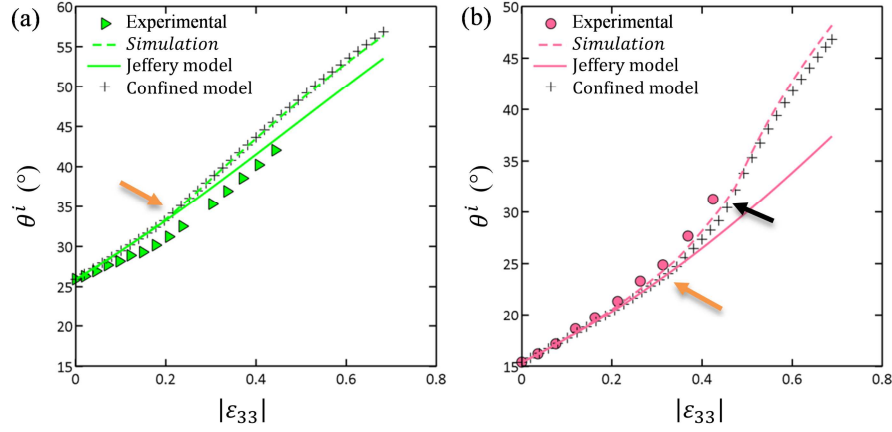 (a)
Experimental
Simulation
Jeffery model
Confined model
60
55
50
45
40
35
30
25
20
15
0
0.2
0.4
0.6
0.8
θ^i (°)
|ε₃₃|
(b)
Experimental
Simulation
Jeffery model
Confined model
50
45
40
35
30
25
20
15
0
0.2
0.4
0.6
0.8
θ^i (°)
|ε₃₃|